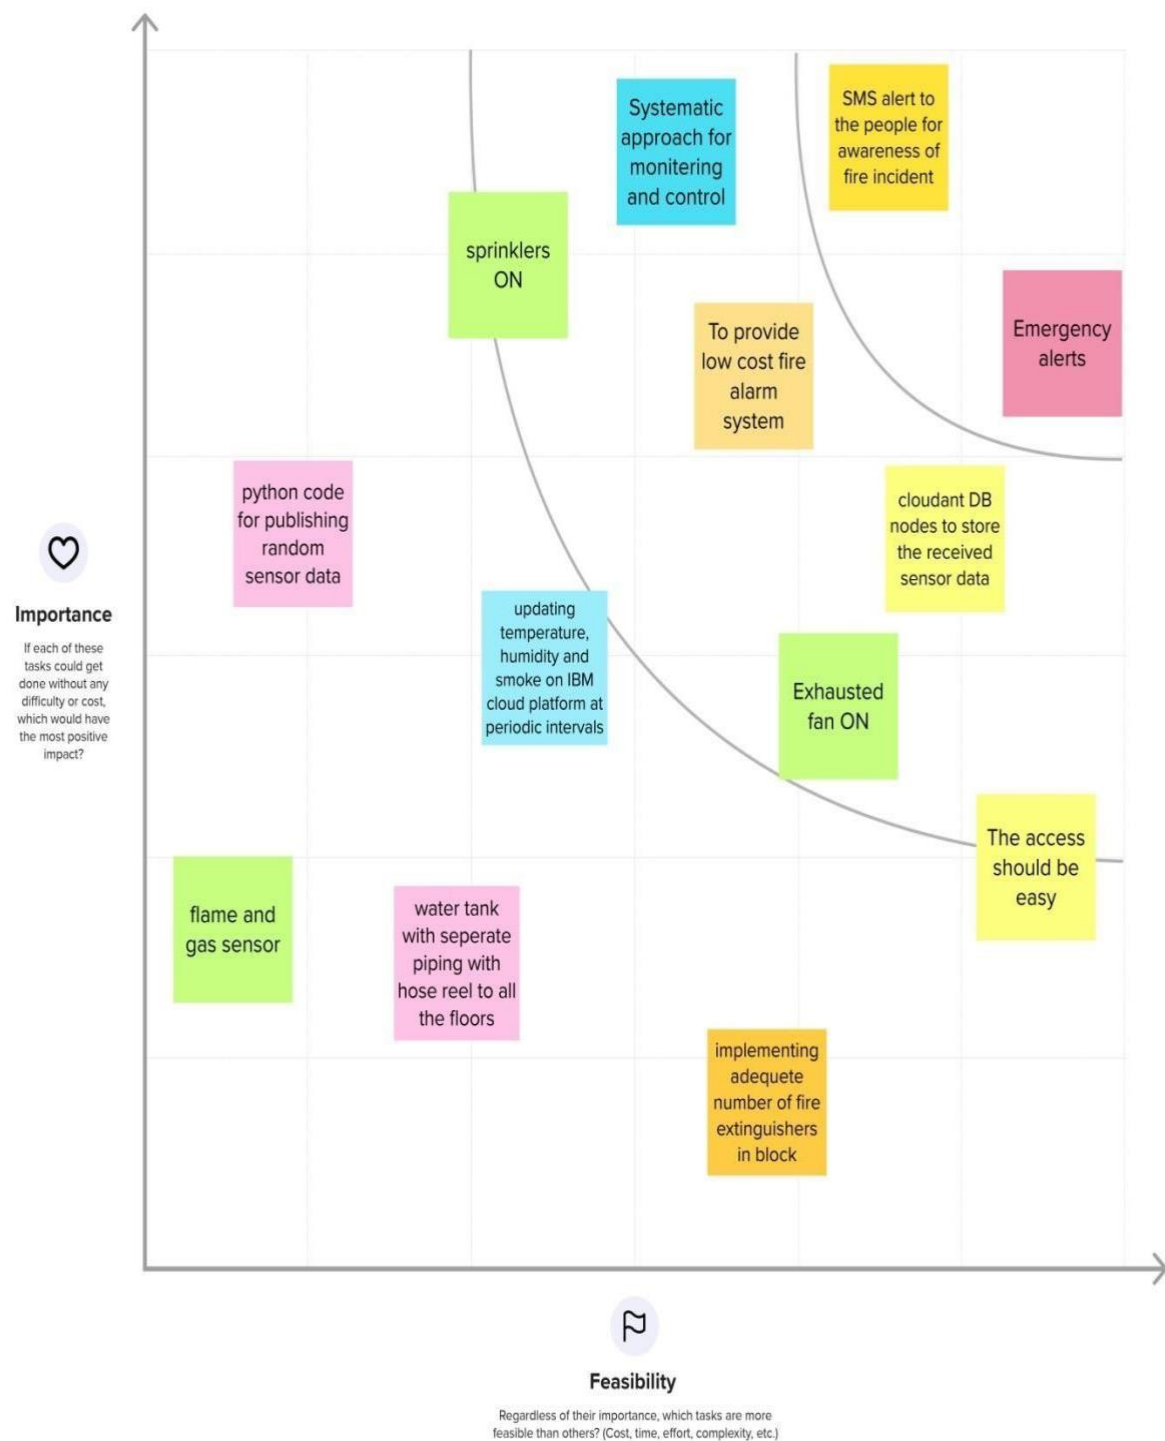 SMS alert to
the people for
awareness of
fire incident
Systematic
approach for
monitering
and control
sprinklers
ON
Emergency
alerts
To provide
low cost fire
alarm
system
python code
for publishing
random
sensor data
cloudant DB
nodes to store
the received
sensor data
Importance
If each of these
tasks could get
done without any
difficulty or cost,
which would have
the most positive
impact?
updating
temperature,
humidity and
smoke on IBM
cloud platform at
periodic intervals
Exhausted
fan ON
The access
should be
easy
flame and
gas sensor
water tank
with seperate
piping with
hose reel to all
the floors
implementing
adequete
number of fire
extinguishers
in block
Feasibility
Regardless of their importance, which tasks are more
feasible than others? (Cost, time, effort, complexity, etc.)